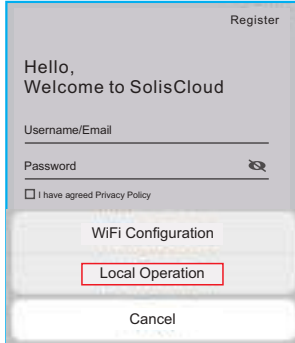 Register
Hello,
Welcome to SolisCloud
Username/Email
Password
I have agreed Privacy Policy
WiFi Configuration
Local Operation
Cancel